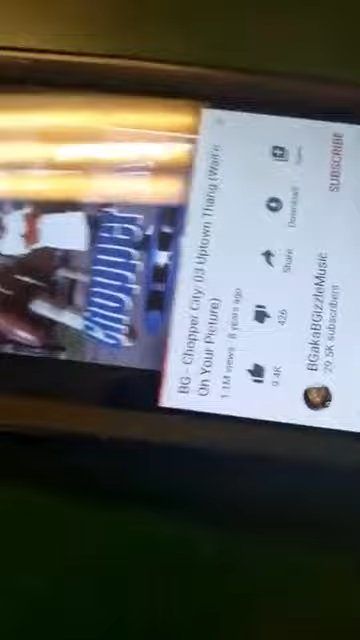 chopper
BG - Chopper City 03 Uptown Thang (Wait'n
On Your Picture)
1.1M views · 8 years ago
9.4K
426
Share
Download
Save
BGakaBGizzleMusic
29.5K subscribers
SUBSCRIBE